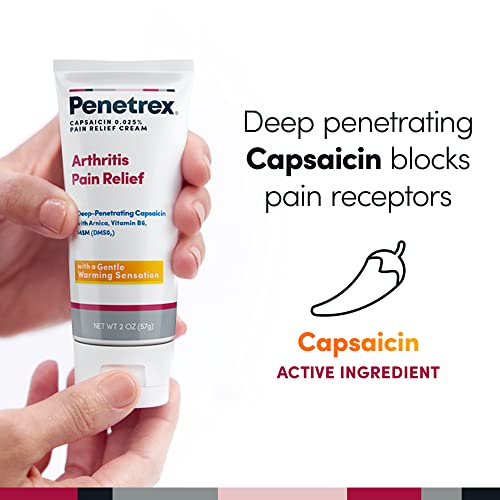 Penetrex®
CAPSAICIN 0.025%
PAIN RELIEF CREAM
Arthritis
Pain Relief
Deep-Penetrating Capsaicin
with Arnica, Vitamin B6,
MSM (DMSO₂)
with a Gentle
Warming Sensation
NET WT 2 OZ (57g)
Deep penetrating
Capsaicin blocks
pain receptors
Capsaicin
ACTIVE INGREDIENT